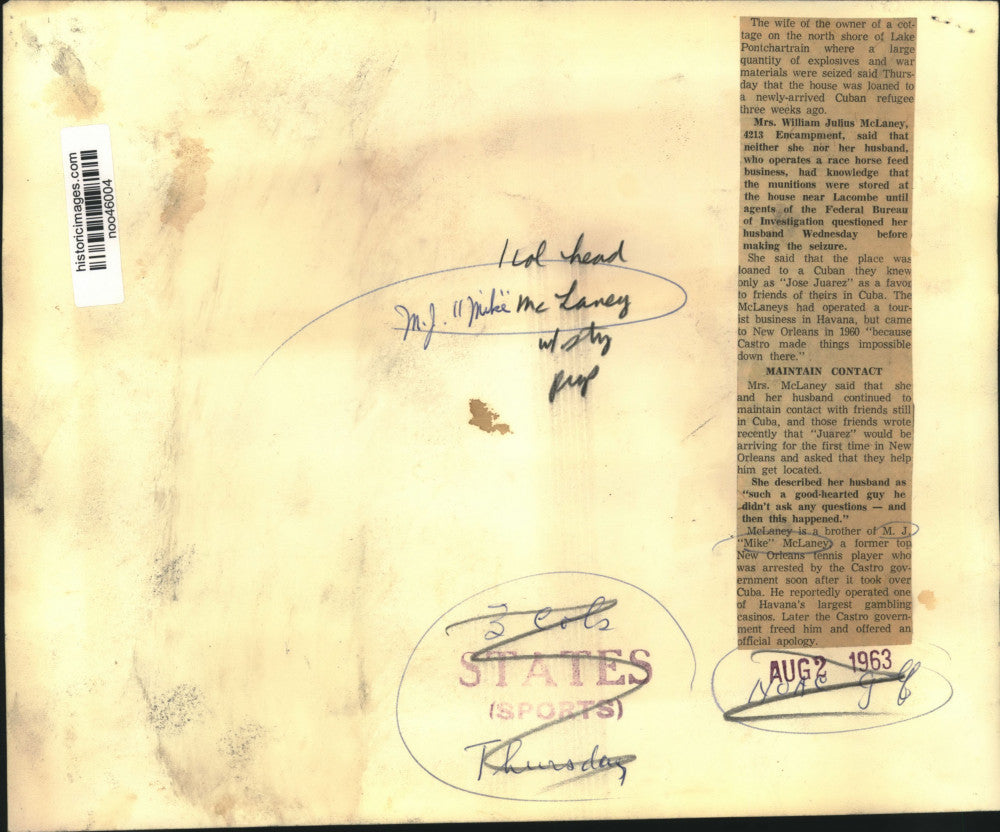 historicimages.com
noo46004
1 col head
M.J. "Mike" Mc Laney
w/ sty
2 cols
STATES
(SPORTS)
Thursday
The wife of the owner of a cot-
tage on the north shore of Lake
Pontchartrain where a large
quantity of explosives and war
materials were seized said Thurs-
day that the house was loaned to
a newly-arrived Cuban refugee
three weeks ago.
Mrs. William Julius McLaney,
4213 Encampment, said that
neither she nor her husband,
who operates a race horse feed
business, had knowledge that
the munitions were stored at
the house near Lacombe until
agents of the Federal Bureau
of Investigation questioned her
husband Wednesday before
making the seizure.
She said that the place was
loaned to a Cuban they knew
only as "Jose Juarez" as a favor
to friends of theirs in Cuba. The
McLaneys had operated a tour-
ist business in Havana, but came
to New Orleans in 1960 "because
Castro made things impossible
down there."
MAINTAIN CONTACT
Mrs. McLaney said that she
and her husband continued to
maintain contact with friends still
in Cuba, and those friends wrote
recently that "Juarez" would be
arriving for the first time in New
Orleans and asked that they help
him get located.
She described her husband as
"such a good-hearted guy he
didn't ask any questions — and
then this happened."
McLaney is a brother of M. J.
"Mike" McLaney, a former top
New Orleans tennis player who
was arrested by the Castro gov-
ernment soon after it took over
Cuba. He reportedly operated one
of Havana's largest gambling
casinos. Later the Castro govern-
ment freed him and offered an
official apology.
AUG 2 1963